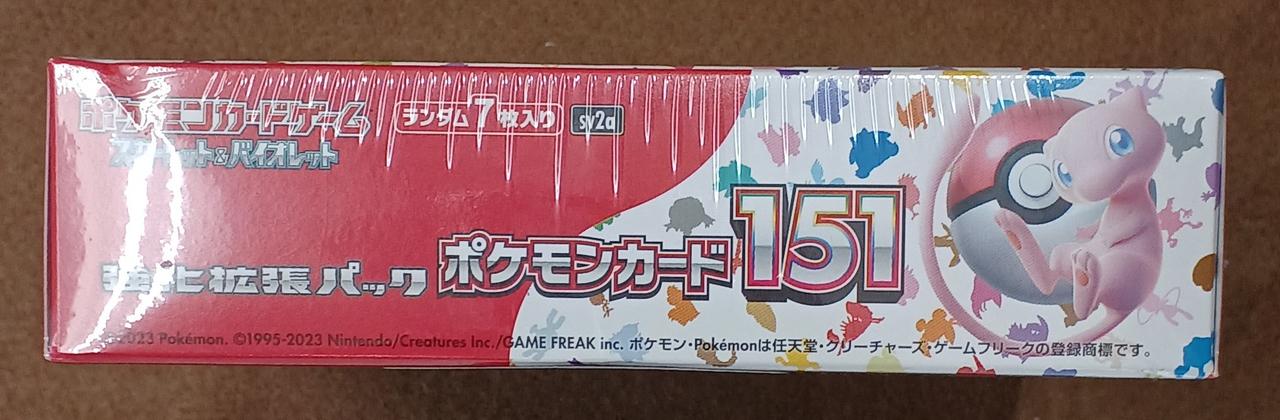 ポケモンカードゲーム
スカーレット&バイオレット
ランダム7枚入り
sv2a
強化拡張パック
ポケモンカード151
©2023 Pokémon. ©1995-2023 Nintendo/Creatures Inc./GAME FREAK inc. ポケモン・Pokémonは任天堂・クリーチャーズ・ゲームフリークの登録商標です。